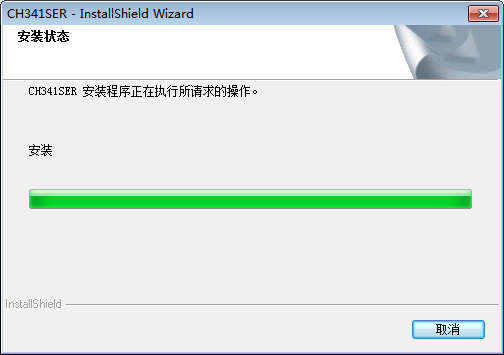 CH341SER - InstallShield Wizard
安装状态
CH341SER 安装程序正在执行所请求的操作。
安装
InstallShield
取消